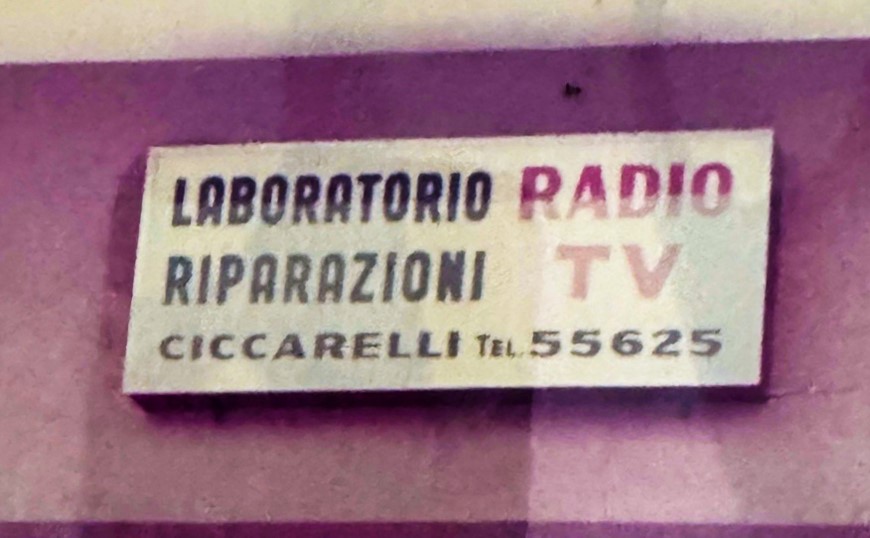 LABORATORIO RADIO
RIPARAZIONI TV
CICCARELLI TEL. 55625